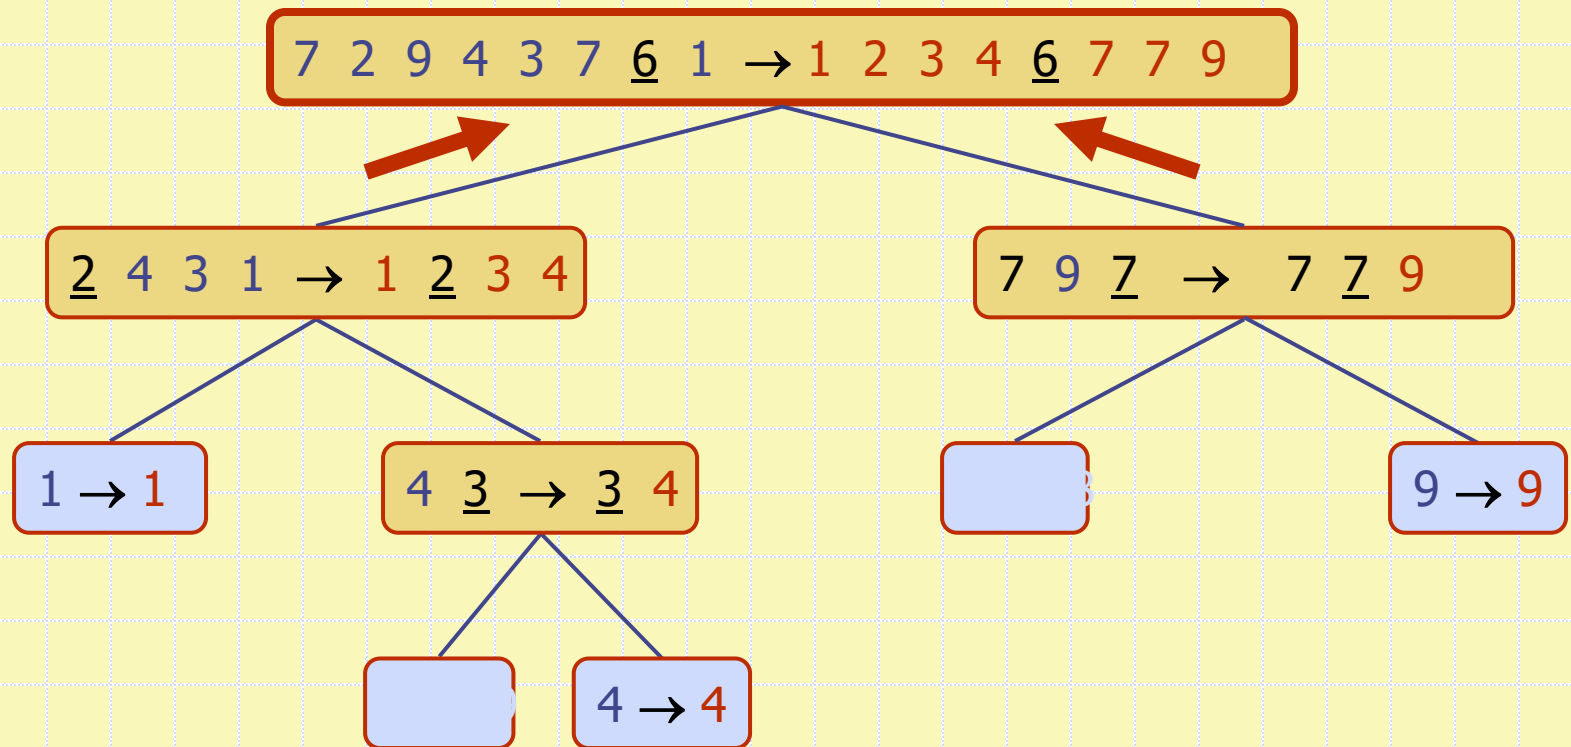 7 2 9 4 3 7 6 1 → 1 2 3 4 6 7 7 9
2 4 3 1 → 1 2 3 4
7 9 7 → 7 7 9
1 → 1
4 3 → 3 4
9 → 9
4 → 4